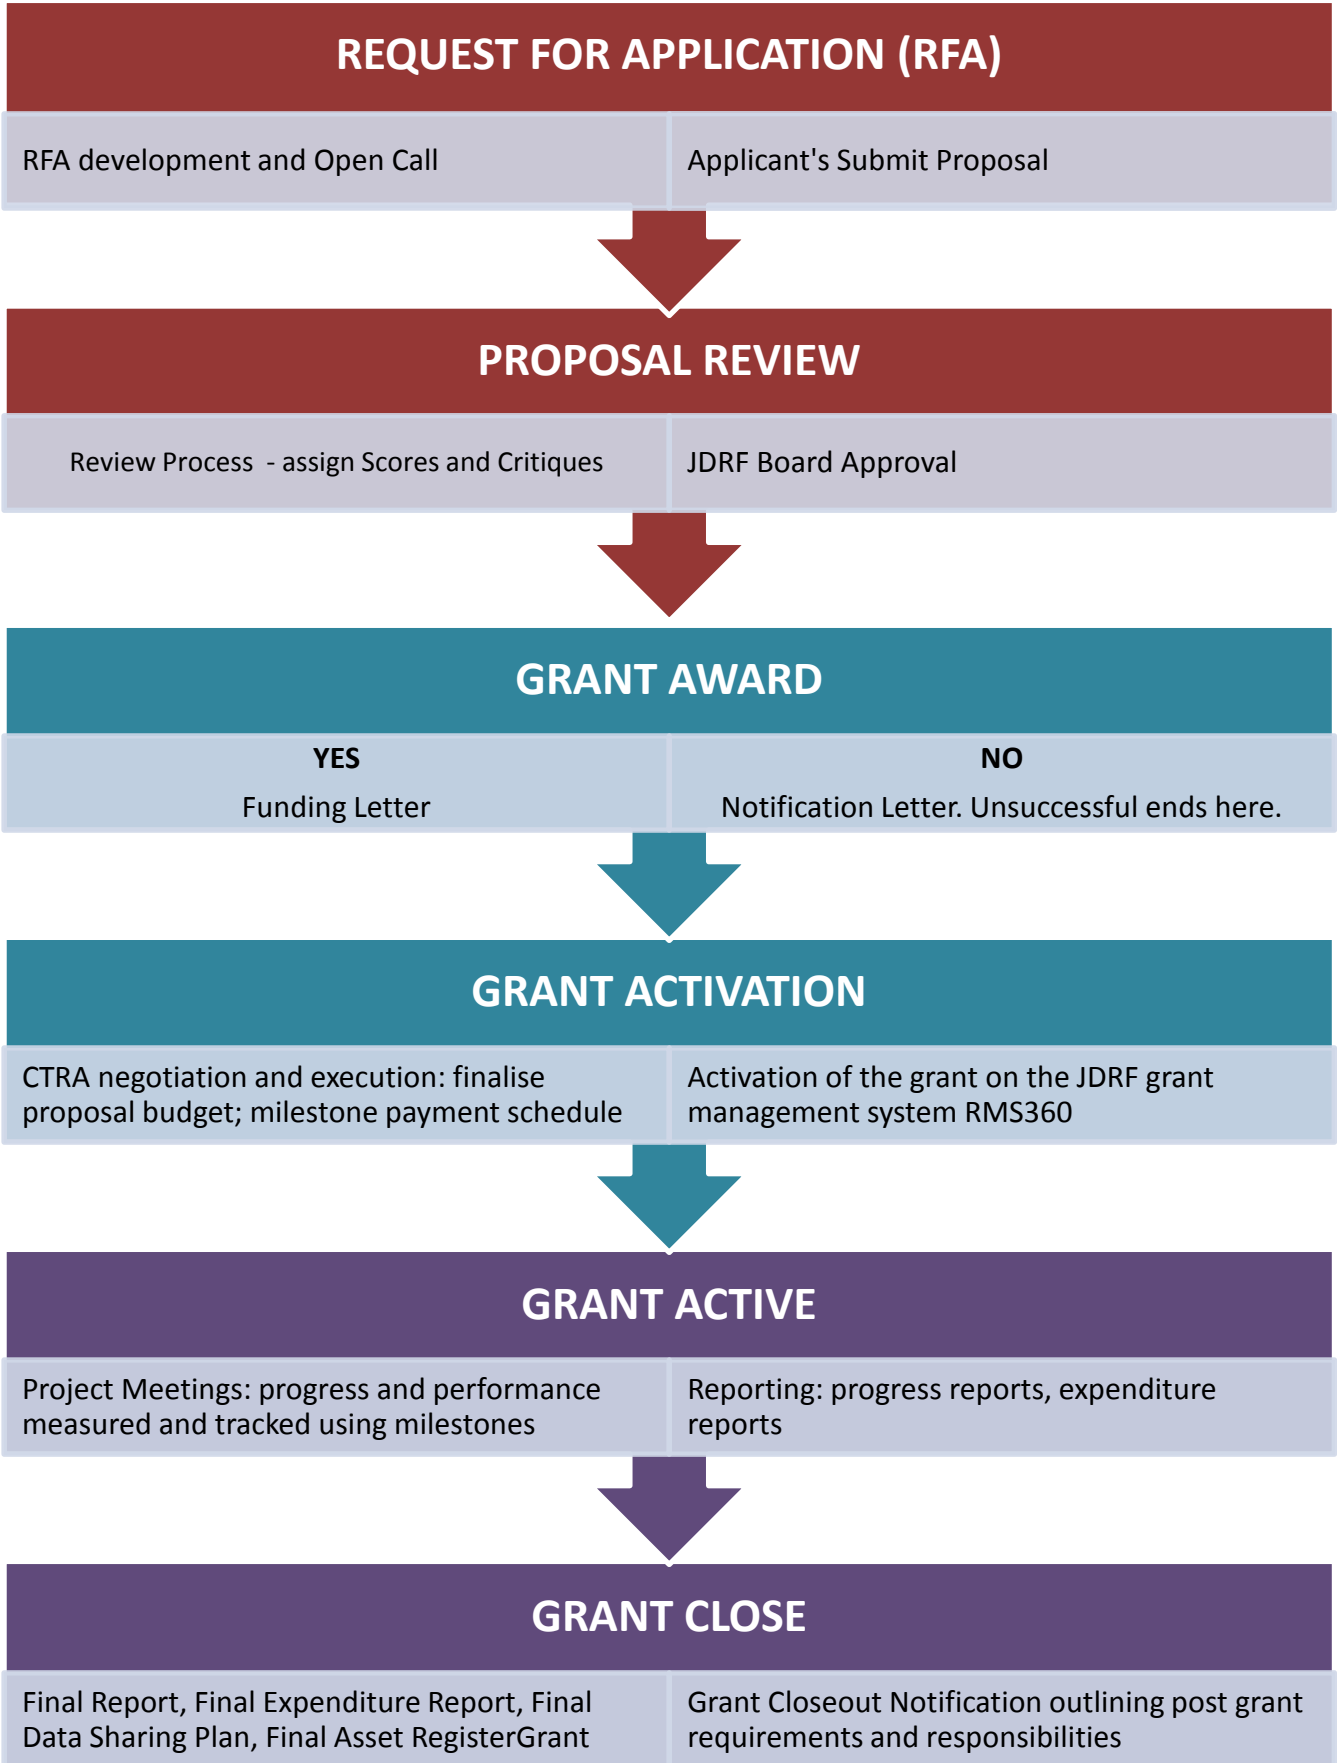 REQUEST FOR APPLICATION (RFA)
RFA development and Open Call
Applicant's Submit Proposal
PROPOSAL REVIEW
Review Process - assign Scores and Critiques
JDRF Board Approval
GRANT AWARD
YES
Funding Letter
NO
Notification Letter. Unsuccessful ends here.
GRANT ACTIVATION
CTRA negotiation and execution: finalise
proposal budget; milestone payment schedule
Activation of the grant on the JDRF grant
management system RMS360
GRANT ACTIVE
Project Meetings: progress and performance
measured and tracked using milestones
Reporting: progress reports, expenditure
reports
GRANT CLOSE
Final Report, Final Expenditure Report, Final
Data Sharing Plan, Final Asset RegisterGrant
Grant Closeout Notification outlining post grant
requirements and responsibilities